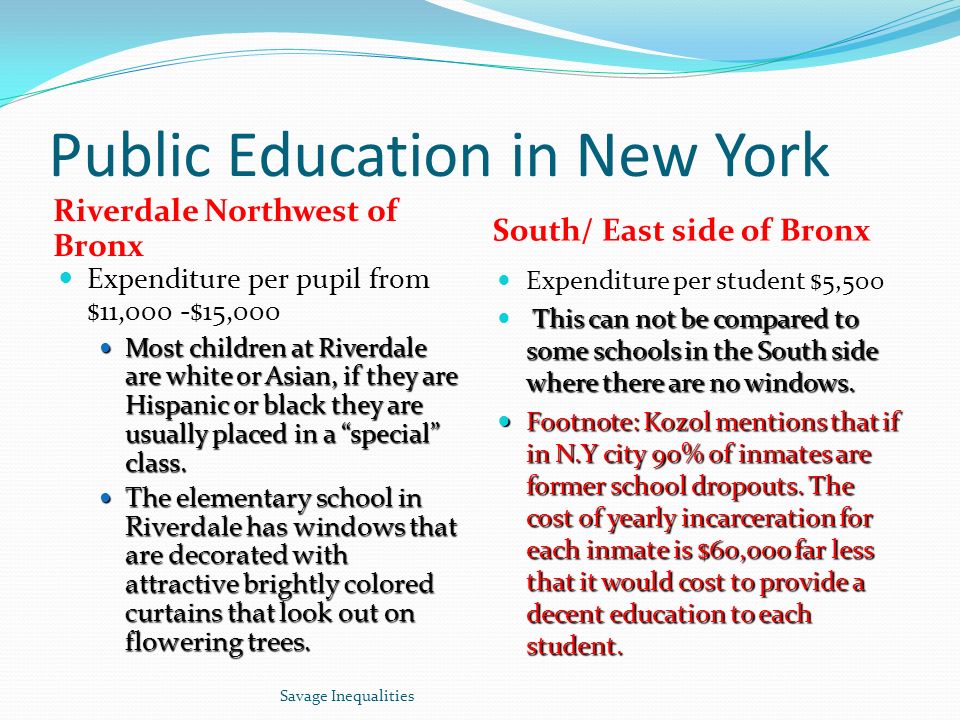 Public Education in New York
Riverdale Northwest of
Bronx
Expenditure per pupil from
$11,000 -$15,000
Most children at Riverdale
are white or Asian, if they are
Hispanic or black they are
usually placed in a “special”
class.
The elementary school in
Riverdale has windows that
are decorated with
attractive brightly colored
curtains that look out on
flowering trees.
South/ East side of Bronx
Expenditure per student $5,500
This can not be compared to
some schools in the South side
where there are no windows.
Footnote: Kozol mentions that if
in N.Y city 90% of inmates are
former school dropouts. The
cost of yearly incarceration for
each inmate is $60,000 far less
that it would cost to provide a
decent education to each
student.
Savage Inequalities